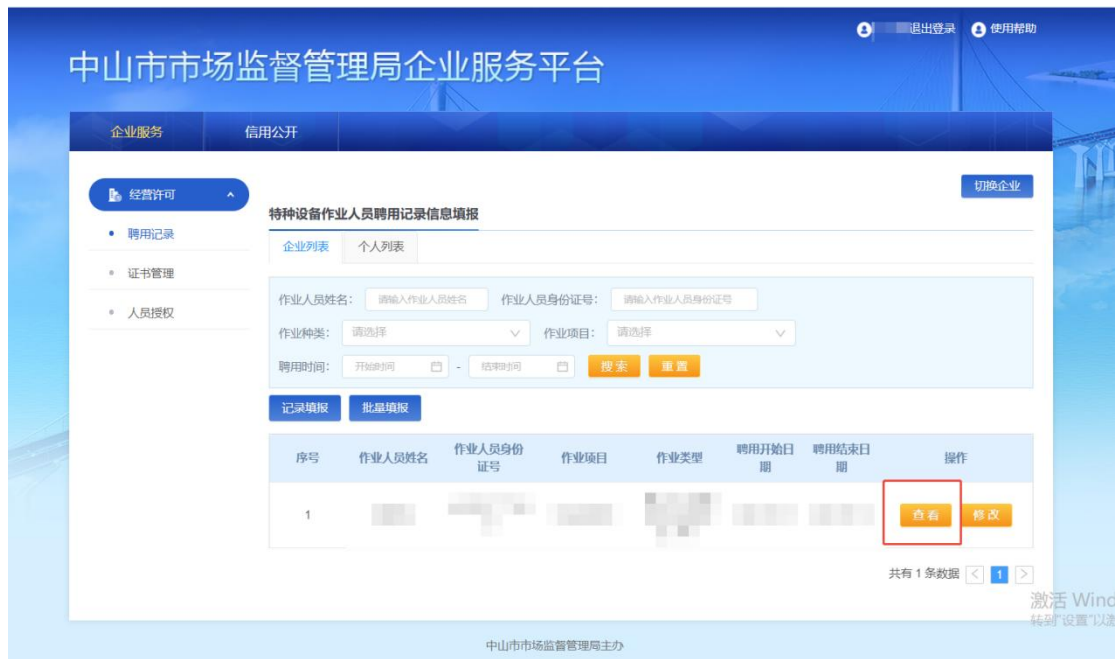 退出登录 使用帮助
中山市市场监督管理局企业服务平台
企业服务 信用公开
切换企业
经营许可
聘用记录
证书管理
人员授权
特种设备作业人员聘用记录信息填报
企业列表 个人列表
作业人员姓名： 请输入作业人员姓名 作业人员身份证号： 请输入作业人员身份证号
作业种类： 请选择 作业项目： 请选择
聘用时间： 开始时间 - 结束时间 搜索 重置
记录填报 批量填报
序号 作业人员姓名 作业人员身份证号 作业项目 作业类型 聘用开始日期 聘用结束日期 操作
1 查看 修改
共有 1 条数据 < 1 >
激活 Wind
转到"设置"以激
中山市市场监督管理局主办